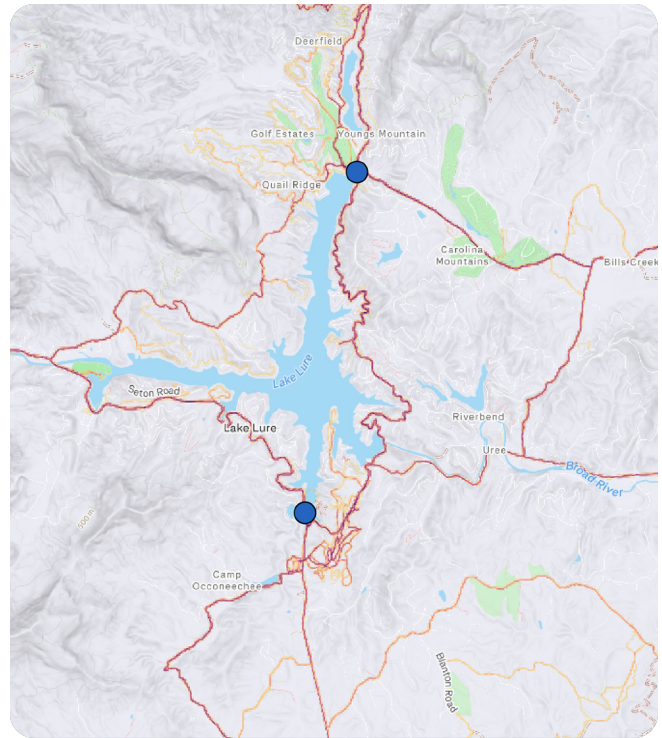 Deerfield
Golf Estates
Youngs Mountain
Quail Ridge
Carolina
Mountains
Bills Creek
Lake Lure
Seton Road
Lake Lure
Riverbend
Uree
Broad River
500 m
Camp
Occoneechee
Blanton Road